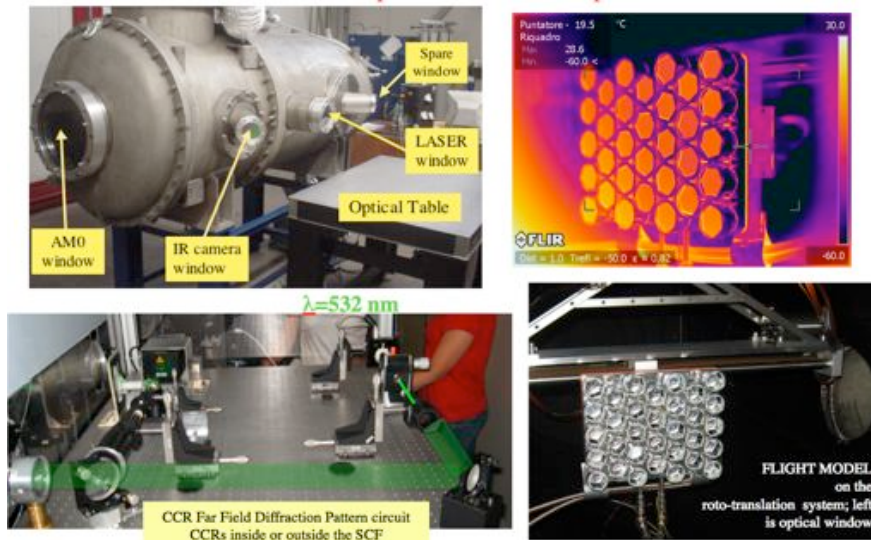 Spare
window
LASER
window
Optical Table
AM0
window
IR camera
window
Puntatore - 19.5 °C
Riquadro
Max 28.6
Min -60.0 <
30.0
FLIR
Dist = 1.0 Trefl = -50.0 ε = 0.82
-60.0
λ=532 nm
CCR Far Field Diffraction Pattern circuit
CCRs inside or outside the SCF
FLIGHT MODEL
on the
roto-translation system; left
is optical window